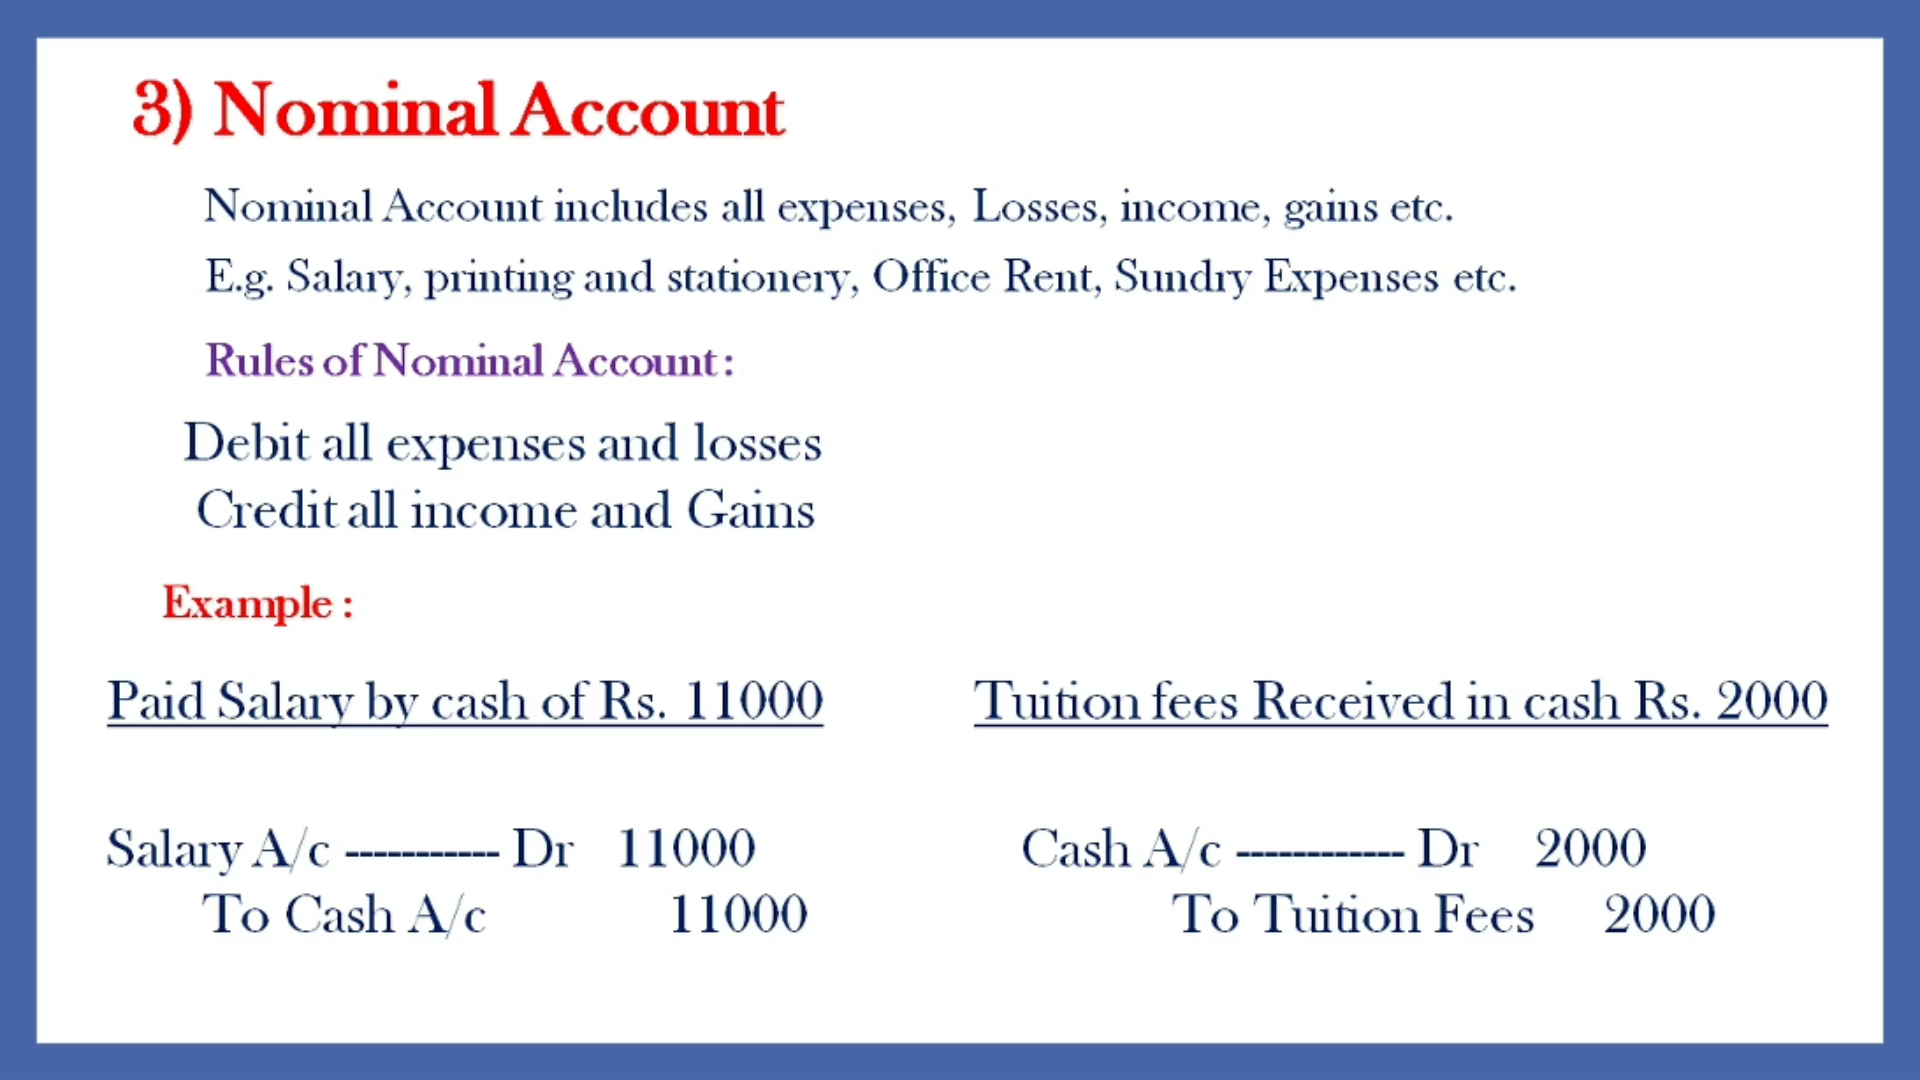 3) Nominal Account
Nominal Account includes all expenses, Losses, income, gains etc.
E.g. Salary, printing and stationery, Office Rent, Sundry Expenses etc.
Rules of Nominal Account :
Debit all expenses and losses
Credit all income and Gains
Example :
Paid Salary by cash of Rs. 11000
Salary A/c ----------- Dr 11000
To Cash A/c 11000
Tuition fees Received in cash Rs. 2000
Cash A/c ------------ Dr 2000
To Tuition Fees 2000